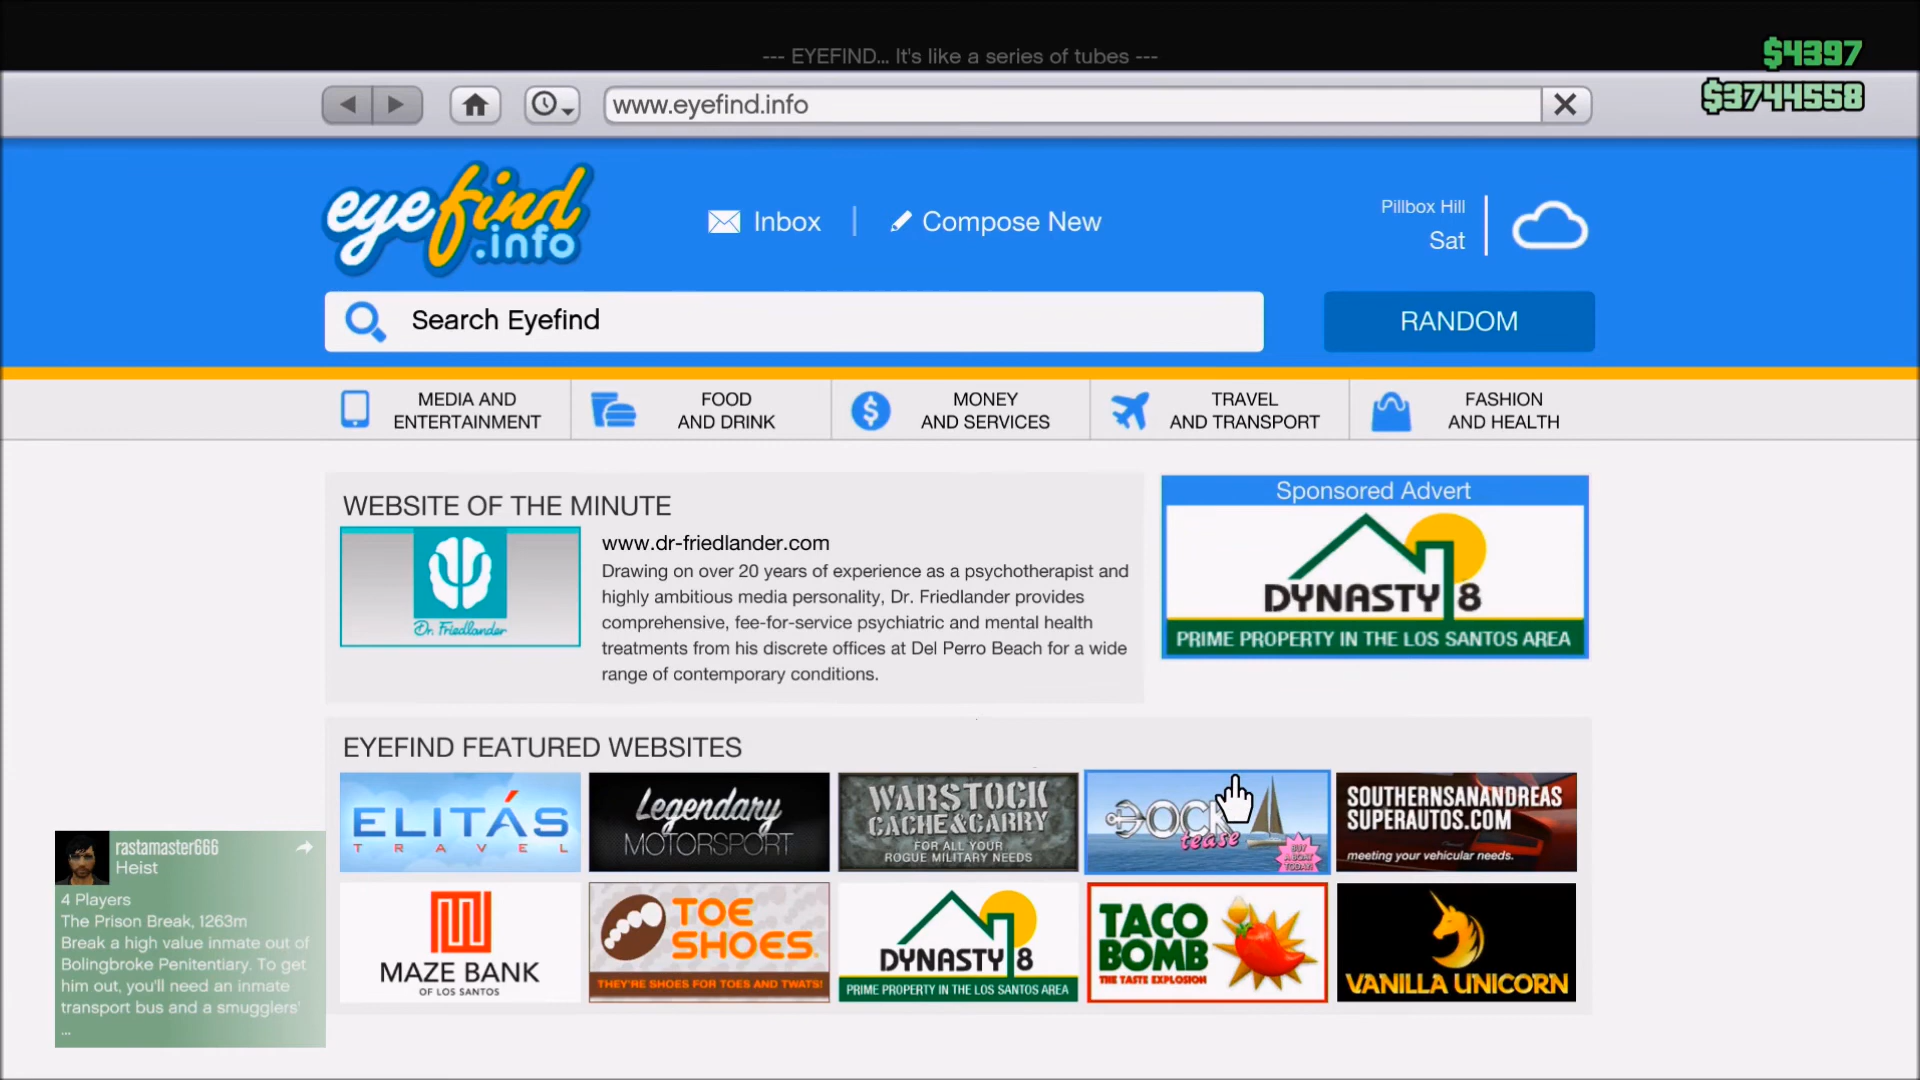 --- EYEFIND... It's like a series of tubes ---
$4397
$3744558
www.eyefind.info
eyefind
.info
Inbox
Compose New
Pillbox Hill
Sat
Search Eyefind
RANDOM
MEDIA AND
ENTERTAINMENT
FOOD
AND DRINK
MONEY
AND SERVICES
TRAVEL
AND TRANSPORT
FASHION
AND HEALTH
WEBSITE OF THE MINUTE
Dr. Friedlander
www.dr-friedlander.com
Drawing on over 20 years of experience as a psychotherapist and
highly ambitious media personality, Dr. Friedlander provides
comprehensive, fee-for-service psychiatric and mental health
treatments from his discrete offices at Del Perro Beach for a wide
range of contemporary conditions.
Sponsored Advert
DYNASTY 8
PRIME PROPERTY IN THE LOS SANTOS AREA
EYEFIND FEATURED WEBSITES
ELITÁS
TRAVEL
Legendary
MOTORSPORT
WARSTOCK
CACHE & CARRY
FOR ALL YOUR
ROGUE MILITARY NEEDS
DOCK
tease
BUY
A BOAT
TODAY!
SOUTHERNSANANDREAS
SUPERAUTOS.COM
meeting your vehicular needs.
MAZE BANK
OF LOS SANTOS
TOE
SHOES.
THEY'RE SHOES FOR TOES AND TWATS!
DYNASTY 8
PRIME PROPERTY IN THE LOS SANTOS AREA
TACO
BOMB
THE TASTE EXPLOSION
VANILLA UNICORN
rastamaster666
Heist
4 Players
The Prison Break, 1263m
Break a high value inmate out of
Bolingbroke Penitentiary. To get
him out, you'll need an inmate
transport bus and a smugglers'
...